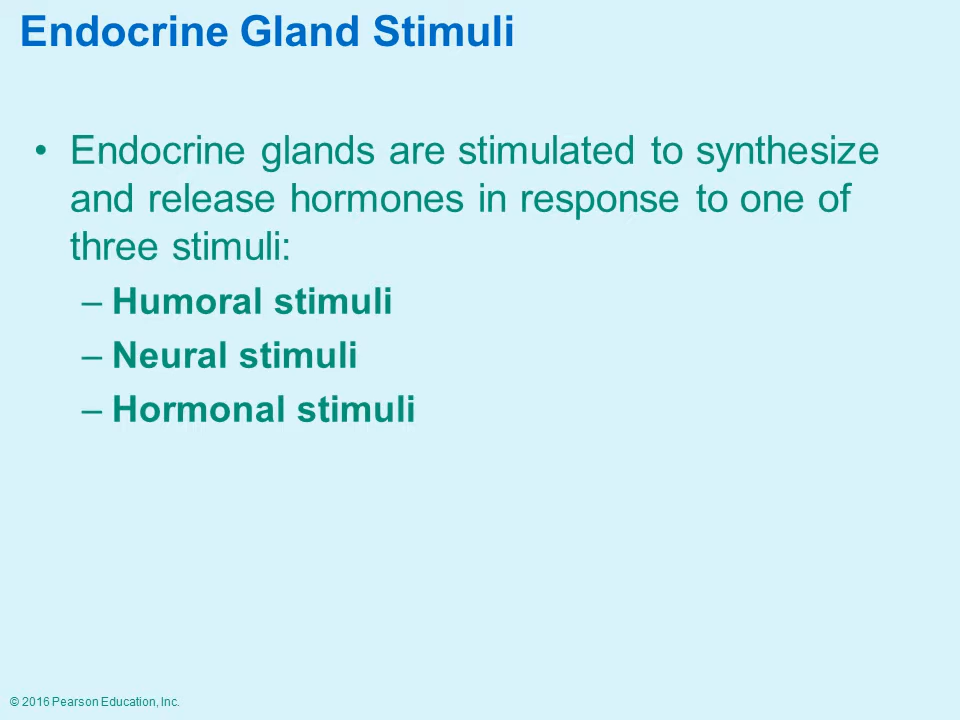 Endocrine Gland Stimuli
• Endocrine glands are stimulated to synthesize
and release hormones in response to one of
three stimuli:
– Humoral stimuli
– Neural stimuli
– Hormonal stimuli
© 2016 Pearson Education, Inc.